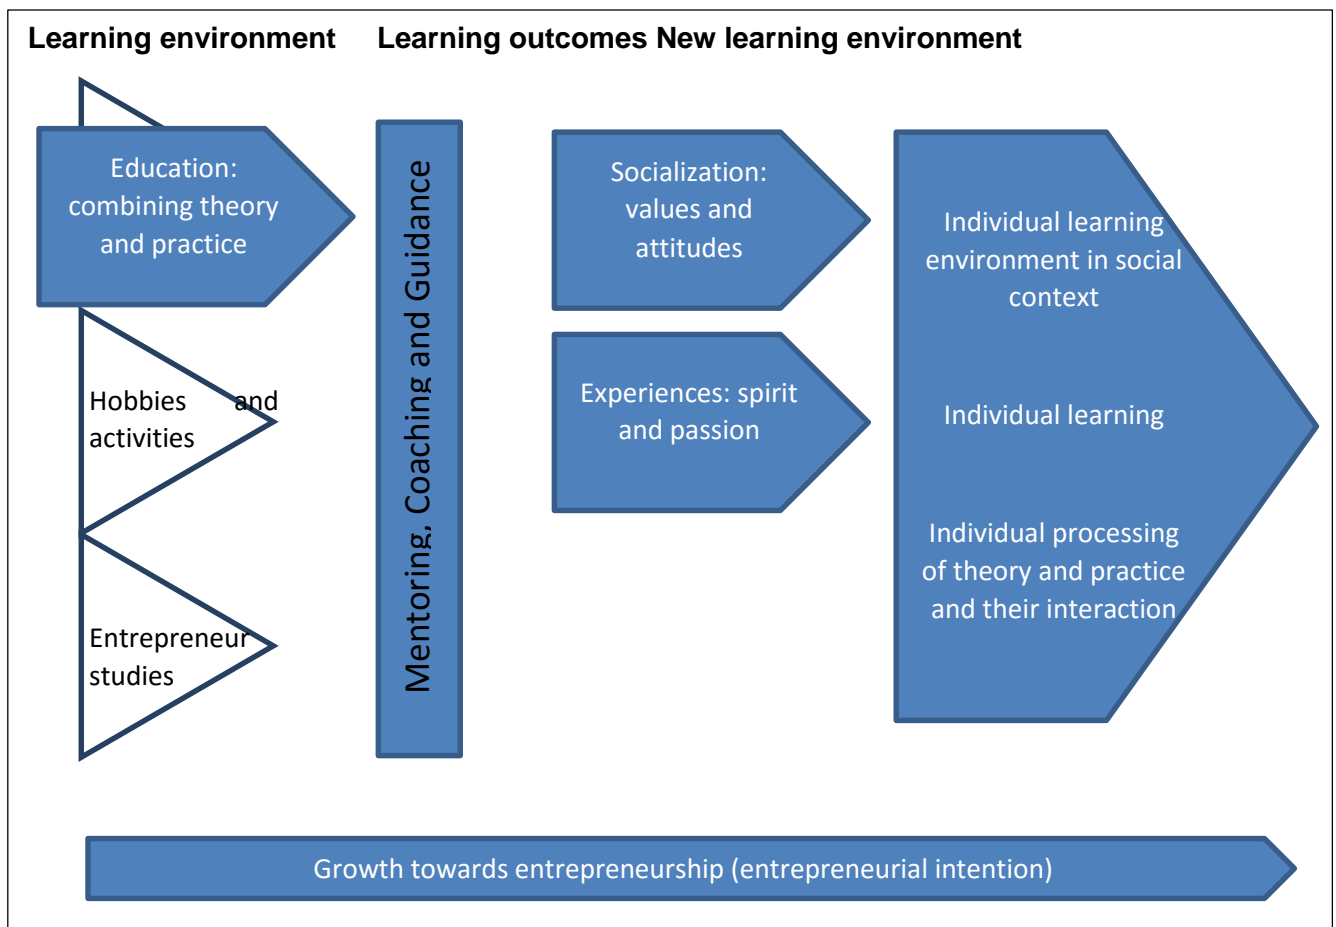 Learning environment Learning outcomes New learning environment
Education:
combining theory
and practice
Hobbies and
activities
Entrepreneur
studies
Mentoring, Coaching and Guidance
Socialization:
values and
attitudes
Experiences: spirit
and passion
Individual learning
environment in social
context
Individual learning
Individual processing
of theory and practice
and their interaction
Growth towards entrepreneurship (entrepreneurial intention)